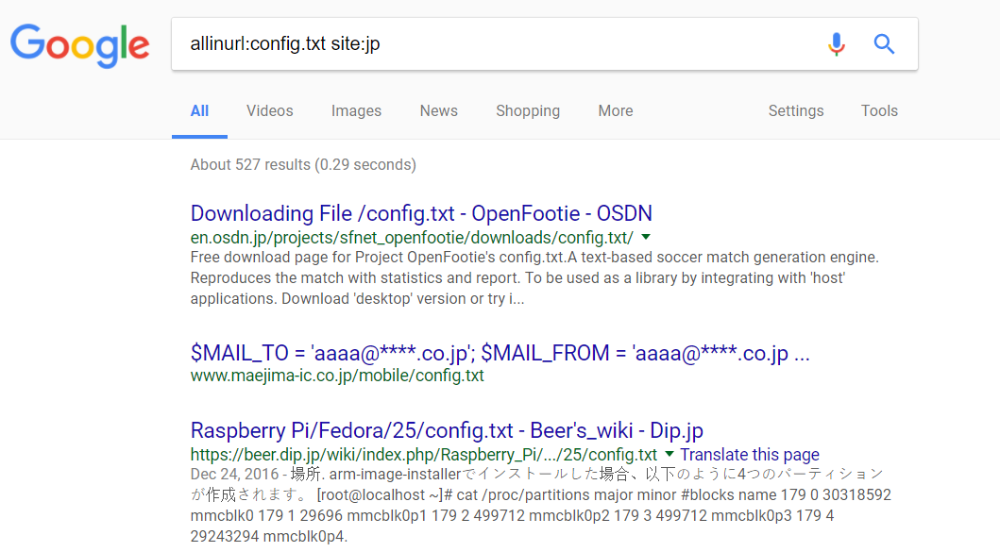 Google
allinurl:config.txt site:jp
All Videos Images News Shopping More Settings Tools
About 527 results (0.29 seconds)
Downloading File /config.txt - OpenFootie - OSDN
en.osdn.jp/projects/sfnet_openfootie/downloads/config.txt/
Free download page for Project OpenFootie's config.txt.A text-based soccer match generation engine.
Reproduces the match with statistics and report. To be used as a library by integrating with 'host'
applications. Download 'desktop' version or try i...
$MAIL_TO = 'aaaa@****.co.jp'; $MAIL_FROM = 'aaaa@****.co.jp ...
www.maejima-ic.co.jp/mobile/config.txt
Raspberry Pi/Fedora/25/config.txt - Beer's_wiki - Dip.jp
https://beer.dip.jp/wiki/index.php/Raspberry_Pi/.../25/config.txt Translate this page
Dec 24, 2016 - 場所. arm-image-installerでインストールした場合、以下のように4つのパーティション
が作成されます。 [root@localhost ~]# cat /proc/partitions major minor #blocks name 179 0 30318592
mmcblk0 179 1 29696 mmcblk0p1 179 2 499712 mmcblk0p2 179 3 499712 mmcblk0p3 179 4
29243294 mmcblk0p4.